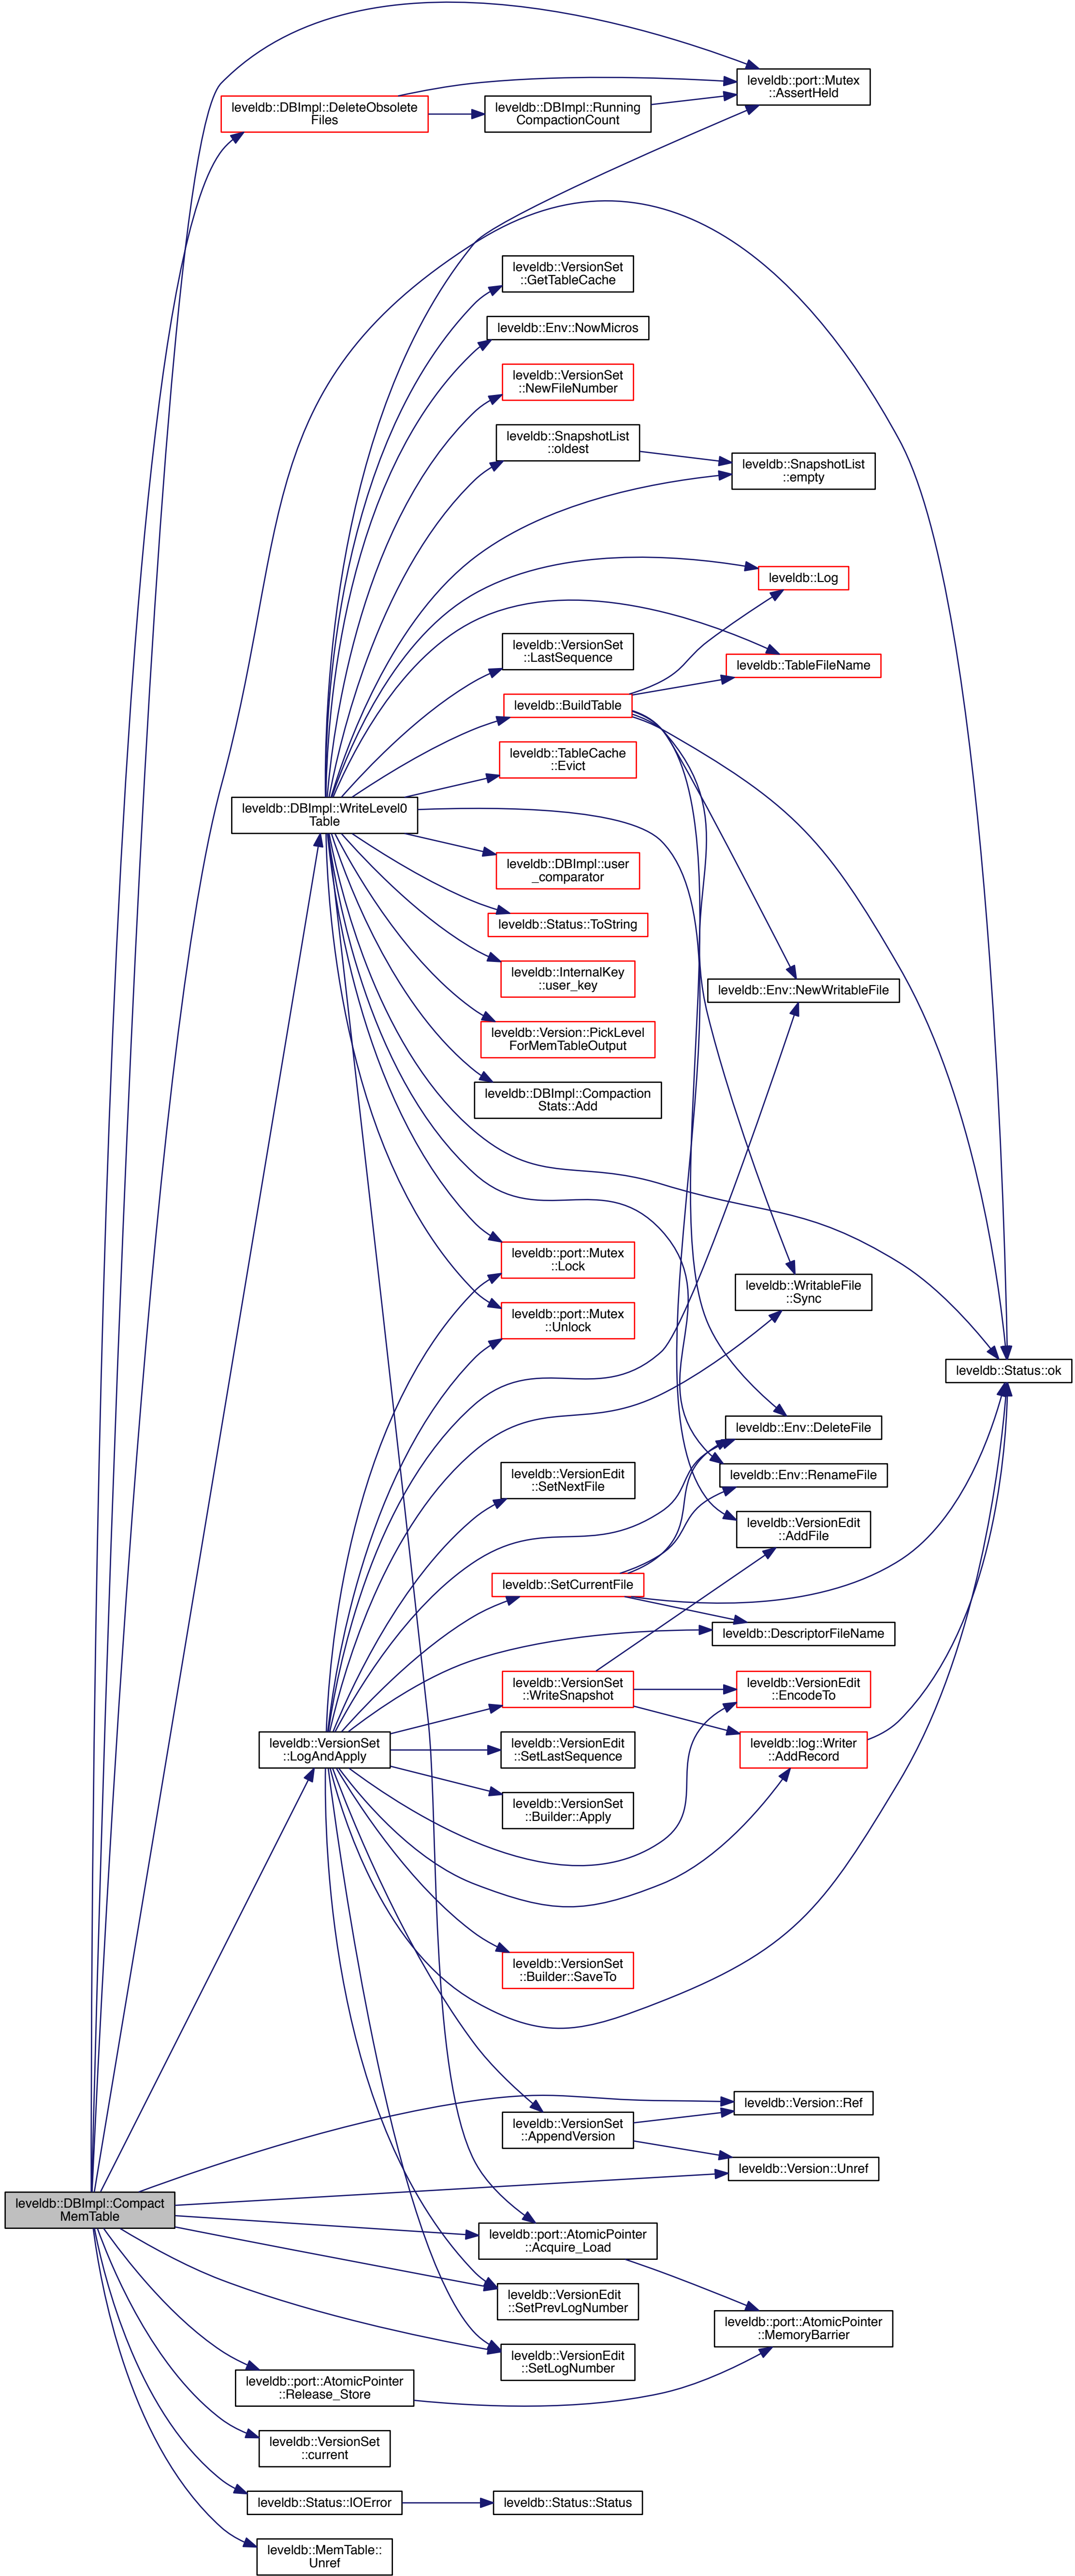 leveldb::port::Mutex
::AssertHeld
leveldb::DBImpl::DeleteObsolete
Files
leveldb::DBImpl::Running
CompactionCount
leveldb::VersionSet
::GetTableCache
leveldb::Env::NowMicros
leveldb::VersionSet
::NewFileNumber
leveldb::SnapshotList
::oldest
leveldb::SnapshotList
::empty
leveldb::Log
leveldb::VersionSet
::LastSequence
leveldb::TableFileName
leveldb::BuildTable
leveldb::TableCache
::Evict
leveldb::DBImpl::WriteLevel0
Table
leveldb::DBImpl::user
_comparator
leveldb::Status::ToString
leveldb::InternalKey
::user_key
leveldb::Env::NewWritableFile
leveldb::Version::PickLevel
ForMemTableOutput
leveldb::DBImpl::Compaction
Stats::Add
leveldb::port::Mutex
::Lock
leveldb::WritableFile
::Sync
leveldb::port::Mutex
::Unlock
leveldb::Status::ok
leveldb::Env::DeleteFile
leveldb::VersionEdit
::SetNextFile
leveldb::Env::RenameFile
leveldb::VersionEdit
::AddFile
leveldb::SetCurrentFile
leveldb::DescriptorFileName
leveldb::VersionSet
::WriteSnapshot
leveldb::VersionEdit
::EncodeTo
leveldb::VersionSet
::LogAndApply
leveldb::VersionEdit
::SetLastSequence
leveldb::log::Writer
::AddRecord
leveldb::VersionSet
::Builder::Apply
leveldb::VersionSet
::Builder::SaveTo
leveldb::Version::Ref
leveldb::VersionSet
::AppendVersion
leveldb::Version::Unref
leveldb::DBImpl::Compact
MemTable
leveldb::port::AtomicPointer
::Acquire_Load
leveldb::VersionEdit
::SetPrevLogNumber
leveldb::port::AtomicPointer
::MemoryBarrier
leveldb::VersionEdit
::SetLogNumber
leveldb::port::AtomicPointer
::Release_Store
leveldb::VersionSet
::current
leveldb::Status::IOError
leveldb::Status::Status
leveldb::MemTable::
Unref